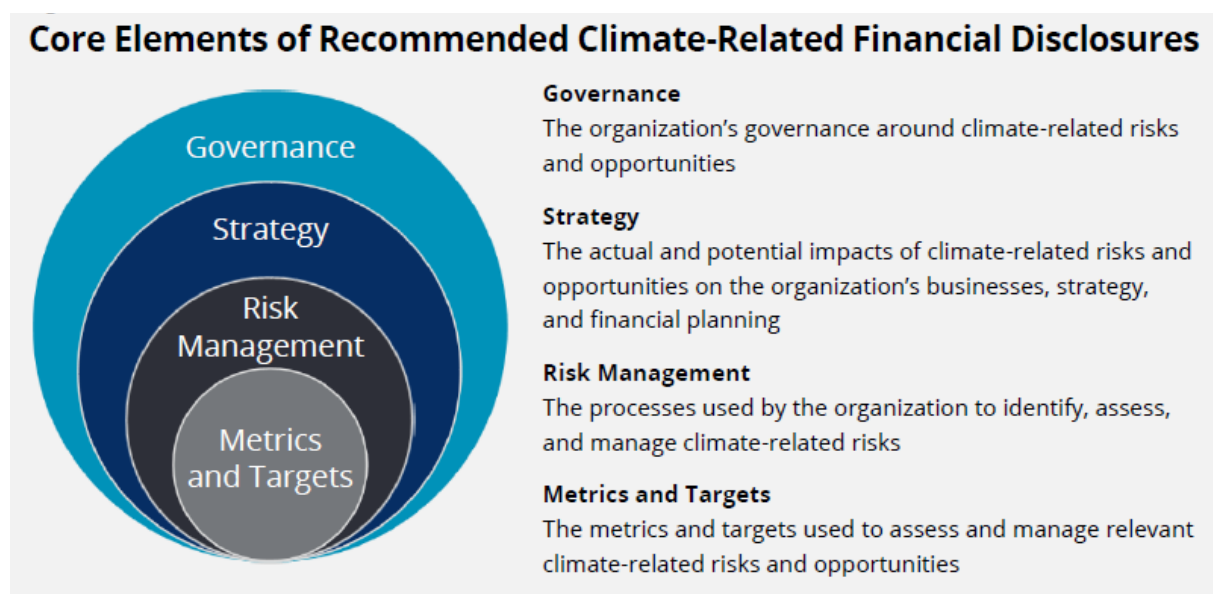 Core Elements of Recommended Climate-Related Financial Disclosures
Governance
Strategy
Risk
Management
Metrics
and Targets
Governance
The organization’s governance around climate-related risks
and opportunities
Strategy
The actual and potential impacts of climate-related risks and
opportunities on the organization’s businesses, strategy,
and financial planning
Risk Management
The processes used by the organization to identify, assess,
and manage climate-related risks
Metrics and Targets
The metrics and targets used to assess and manage relevant
climate-related risks and opportunities